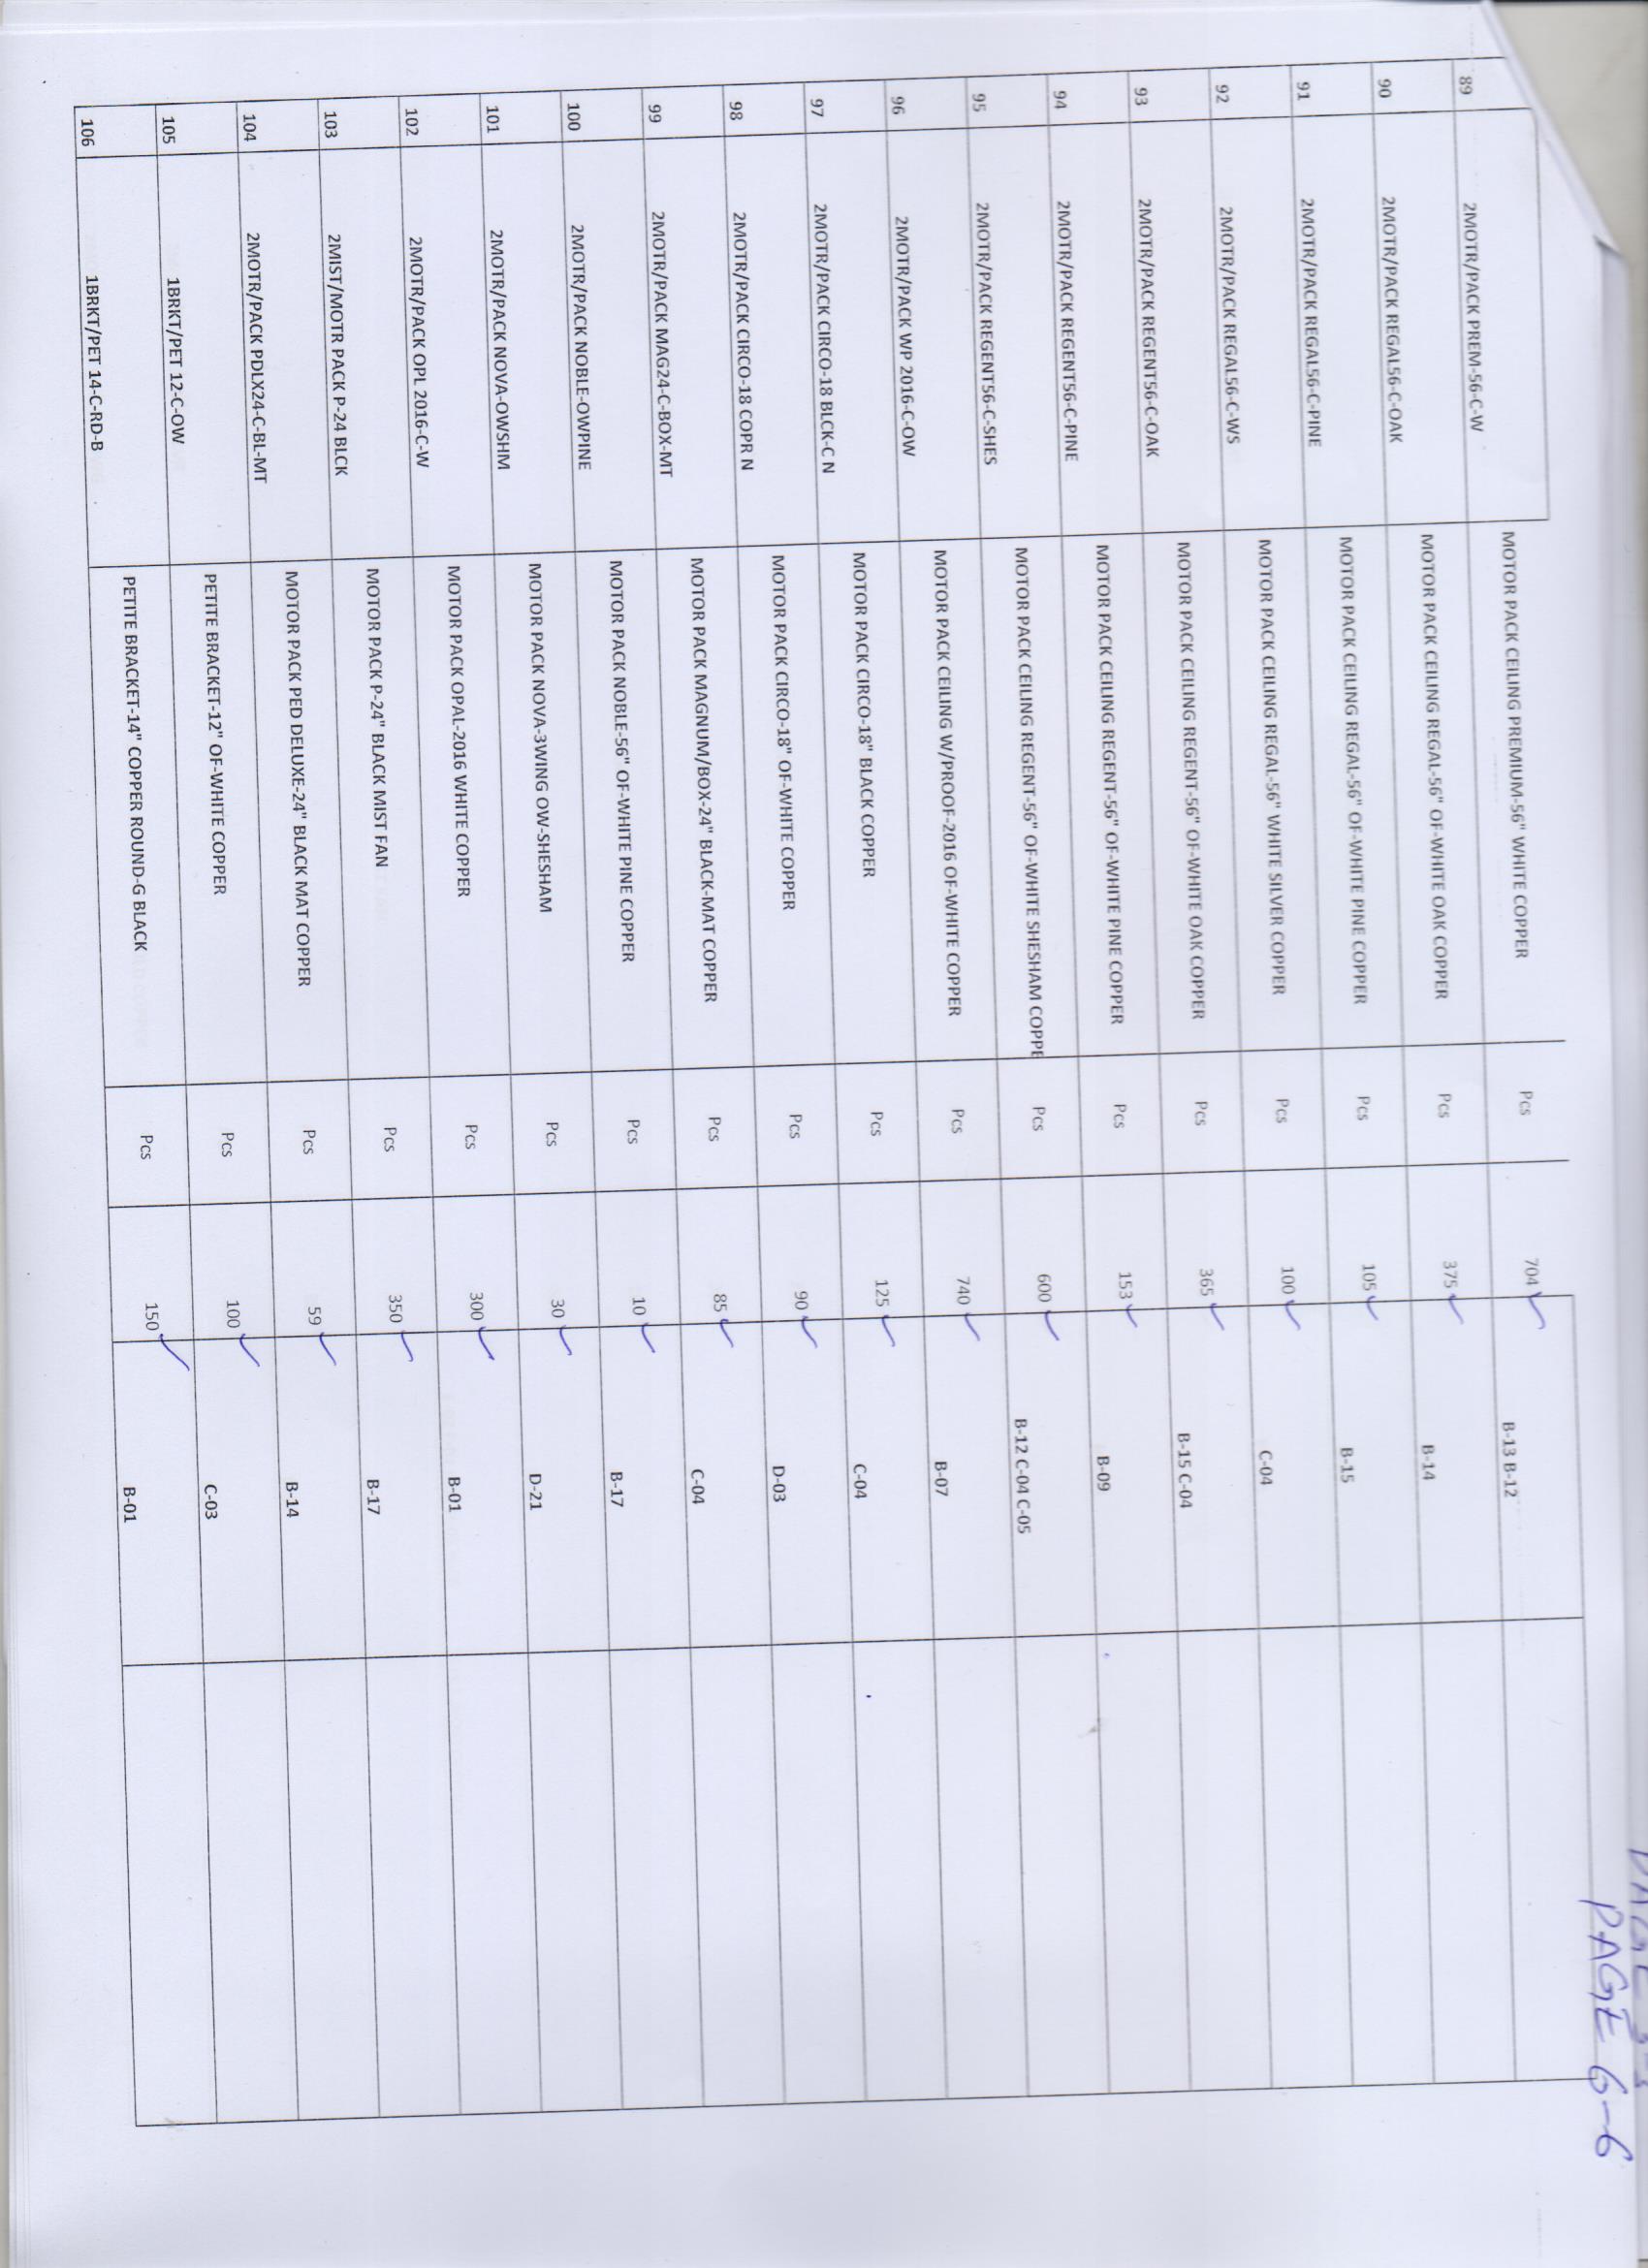 PAGE 6-6
89 2MOTR/PACK PREM-56-C-W MOTOR PACK CEILING PREMIUM-56" WHITE COPPER Pcs 704 B-13 B-12
90 2MOTR/PACK REGAL56-C-OAK MOTOR PACK CEILING REGAL-56" OF-WHITE OAK COPPER Pcs 375 B-14
91 2MOTR/PACK REGAL56-C-PINE MOTOR PACK CEILING REGAL-56" OF-WHITE PINE COPPER Pcs 105 B-15
92 2MOTR/PACK REGAL56-C-WS MOTOR PACK CEILING REGAL-56" WHITE SILVER COPPER Pcs 100 C-04
93 2MOTR/PACK REGENT56-C-OAK MOTOR PACK CEILING REGENT-56" OF-WHITE OAK COPPER Pcs 365 B-15 C-04
94 2MOTR/PACK REGENT56-C-PINE MOTOR PACK CEILING REGENT-56" OF-WHITE PINE COPPER Pcs 153 B-09
95 2MOTR/PACK REGENT56-C-SHES MOTOR PACK CEILING REGENT-56" OF-WHITE SHESHAM COPPE Pcs 600 B-12 C-04 C-05
96 2MOTR/PACK WP 2016-C-OW MOTOR PACK CEILING W/PROOF-2016 OF-WHITE COPPER Pcs 740 B-07
97 2MOTR/PACK CIRCO-18 BLCK-C N MOTOR PACK CIRCO-18" BLACK COPPER Pcs 125 C-04
98 2MOTR/PACK CIRCO-18 COPR N MOTOR PACK CIRCO-18" OF-WHITE COPPER Pcs 90 D-03
99 2MOTR/PACK MAG24-C-BOX-MT MOTOR PACK MAGNUM/BOX-24" BLACK-MAT COPPER Pcs 85 C-04
100 2MOTR/PACK NOBLE-OWPINE MOTOR PACK NOBLE-56" OF-WHITE PINE COPPER Pcs 10 B-17
101 2MOTR/PACK NOVA-OWSHM MOTOR PACK NOVA-3WING OW-SHESHAM Pcs 30 D-21
102 2MOTR/PACK OPL 2016-C-W MOTOR PACK OPAL-2016 WHITE COPPER Pcs 300 B-01
103 2MIST/MOTR PACK P-24 BLCK MOTOR PACK P-24" BLACK MIST FAN Pcs 350 B-17
104 2MOTR/PACK PDLX24-C-BL-MT MOTOR PACK PED DELUXE-24" BLACK MAT COPPER Pcs 59 B-14
105 1BRKT/PET 12-C-OW PETITE BRACKET-12" OF-WHITE COPPER Pcs 100 C-03
106 1BRKT/PET 14-C-RD-B PETITE BRACKET-14" COPPER ROUND-G BLACK Pcs 150 B-01